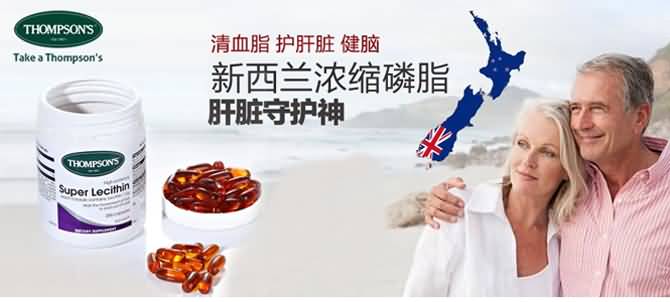 THOMPSON'S
Take a Thompson's
清血脂 护肝脏 健脑
新西兰浓缩磷脂
肝脏守护神
THOMPSON'S
Super Lecithin